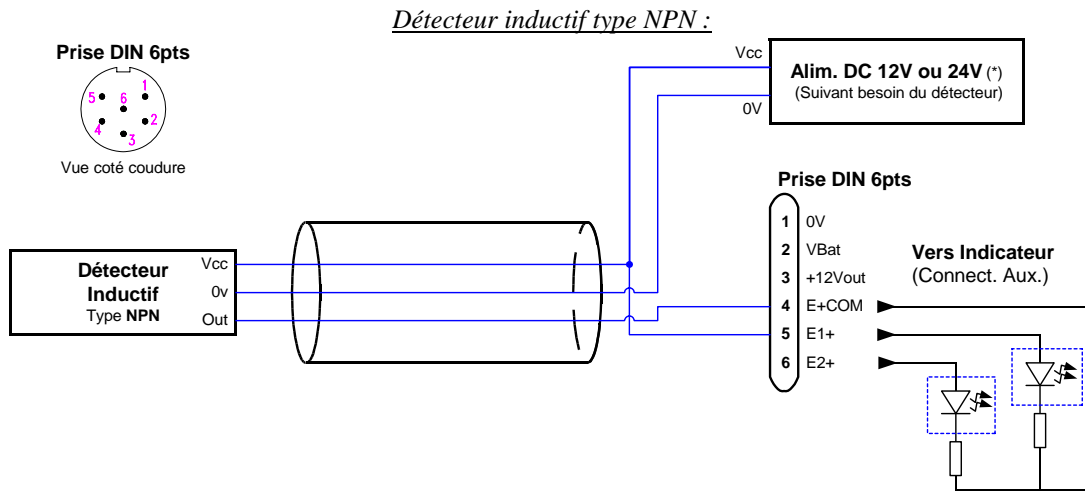 Détecteur inductif type NPN :
Prise DIN 6pts
5
6
1
4
3
2
Vue coté coudure
Vcc
0V
Alim. DC 12V ou 24V (*)
(Suivant besoin du détecteur)
Détecteur
Inductif
Type NPN
Vcc
0v
Out
Prise DIN 6pts
1 0V
2 VBat
3 +12Vout
4 E+COM
5 E1+
6 E2+
Vers Indicateur
(Connect. Aux.)